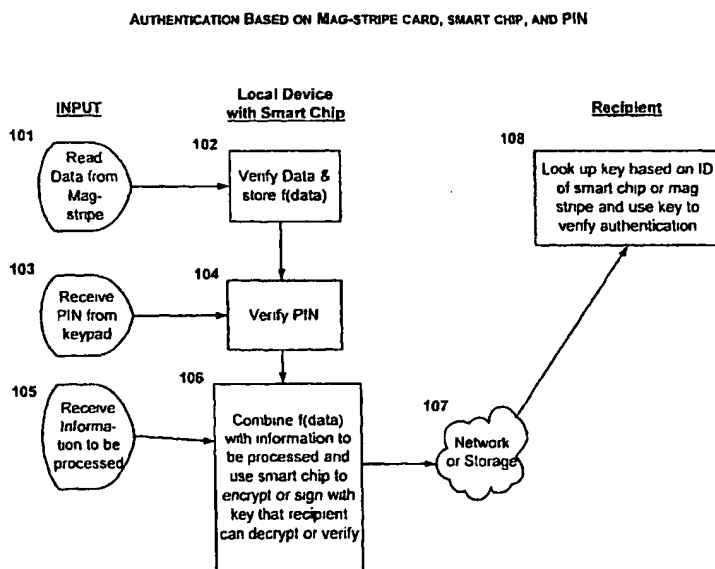 AUTHENTICATION BASED ON MAG-STRIPE CARD, SMART CHIP, AND PIN
INPUT
Local Device
with Smart Chip
Recipient
101
Read
Data from
Mag-
stripe
102
Verify Data &
store f(data)
108
Look up key based on ID
of smart chip or mag
stripe and use key to
verify authentication
103
Receive
PIN from
keypad
104
Verify PIN
105
Receive
Informa-
tion to be
processed
106
Combine f(data)
with information to
be processed and
use smart chip to
encrypt or sign with
key that recipient
can decrypt or verify
107
Network
or Storage